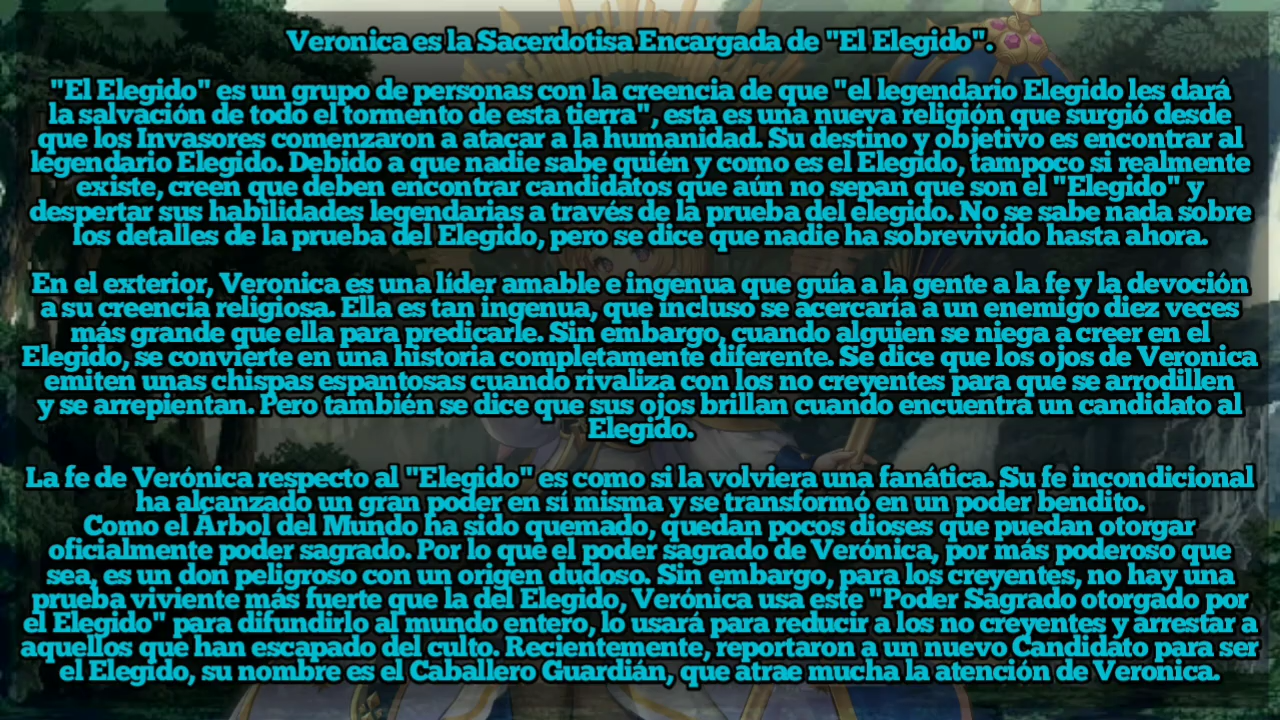 Veronica es la Sacerdotisa Encargada de "El Elegido".
"El Elegido" es un grupo de personas con la creencia de que "el legendario Elegido les dará
la salvación de todo el tormento de esta tierra", esta es una nueva religión que surgió desde
que los Invasores comenzaron a atacar a la humanidad. Su destino y objetivo es encontrar al
legendario Elegido. Debido a que nadie sabe quién y como es el Elegido, tampoco si realmente
existe, creen que deben encontrar candidatos que aún no sepan que son el "Elegido" y
despertar sus habilidades legendarias a través de la prueba del elegido. No se sabe nada sobre
los detalles de la prueba del Elegido, pero se dice que nadie ha sobrevivido hasta ahora.
En el exterior, Veronica es una líder amable e ingenua que guía a la gente a la fe y la devoción
a su creencia religiosa. Ella es tan ingenua, que incluso se acercaría a un enemigo diez veces
más grande que ella para predicarle. Sin embargo, cuando alguien se niega a creer en el
Elegido, se convierte en una historia completamente diferente. Se dice que los ojos de Veronica
emiten unas chispas espantosas cuando rivaliza con los no creyentes para que se arrodillen
y se arrepientan. Pero también se dice que sus ojos brillan cuando encuentra un candidato al
Elegido.
La fe de Verónica respecto al "Elegido" es como si la volviera una fanática. Su fe incondicional
ha alcanzado un gran poder en sí misma y se transformó en un poder bendito.
Como el Árbol del Mundo ha sido quemado, quedan pocos dioses que puedan otorgar
oficialmente poder sagrado. Por lo que el poder sagrado de Verónica, por más poderoso que
sea, es un don peligroso con un origen dudoso. Sin embargo, para los creyentes, no hay una
prueba viviente más fuerte que la del Elegido, Verónica usa este "Poder Sagrado otorgado por
el Elegido" para difundirlo al mundo entero, lo usará para reducir a los no creyentes y arrestar a
aquellos que han escapado del culto. Recientemente, reportaron a un nuevo Candidato para ser
el Elegido, su nombre es el Caballero Guardián, que atrae mucha la atención de Veronica.